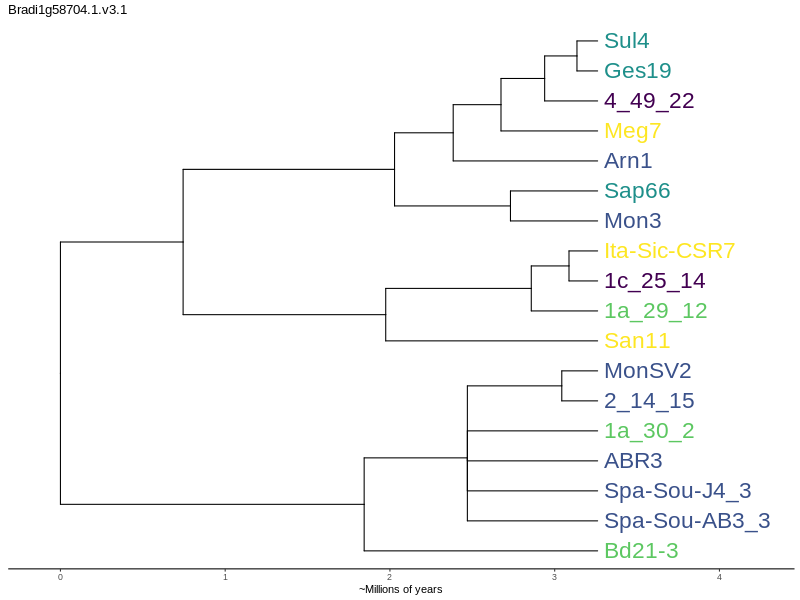 Bradi1g58704.1.v3.1
Sul4
Ges19
4_49_22
Meg7
Arn1
Sap66
Mon3
Ita-Sic-CSR7
1c_25_14
1a_29_12
San11
MonSV2
2_14_15
1a_30_2
ABR3
Spa-Sou-J4_3
Spa-Sou-AB3_3
Bd21-3
0 1 2 3 4
~Millions of years